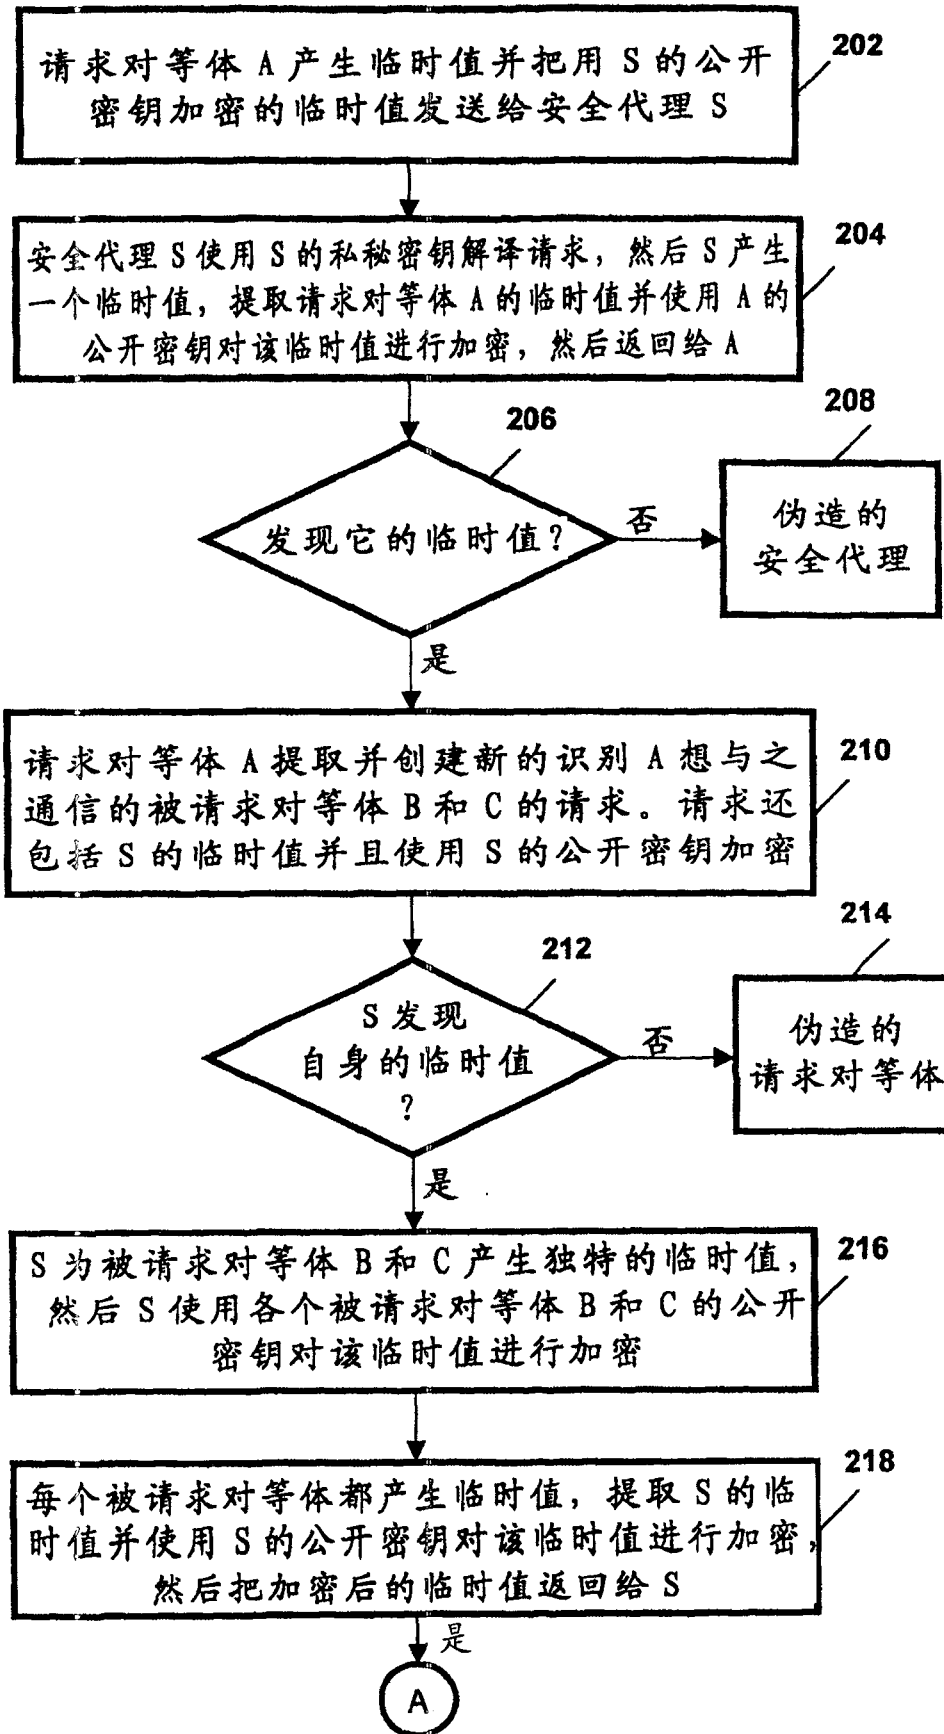 请求对等体 A 产生临时值并把用 S 的公开
密钥加密的临时值发送给安全代理 S
202
安全代理 S 使用 S 的私秘密钥解译请求，然后 S 产生
一个临时值，提取请求对等体 A 的临时值并使用 A 的
公开密钥对该临时值进行加密，然后返回给 A
204
206
发现它的临时值？
否
208
伪造的
安全代理
是
请求对等体 A 提取并创建新的识别 A 想与之
通信的被请求对等体 B 和 C 的请求。请求还
包括 S 的临时值并且使用 S 的公开密钥加密
210
212
S 发现
自身的临时值
？
否
214
伪造的
请求对等体
是
S 为被请求对等体 B 和 C 产生独特的临时值，
然后 S 使用各个被请求对等体 B 和 C 的公开
密钥对该临时值进行加密
216
每个被请求对等体都产生临时值，提取 S 的临
时值并使用 S 的公开密钥对该临时值进行加密，
然后把加密后的临时值返回给 S
218
是
A